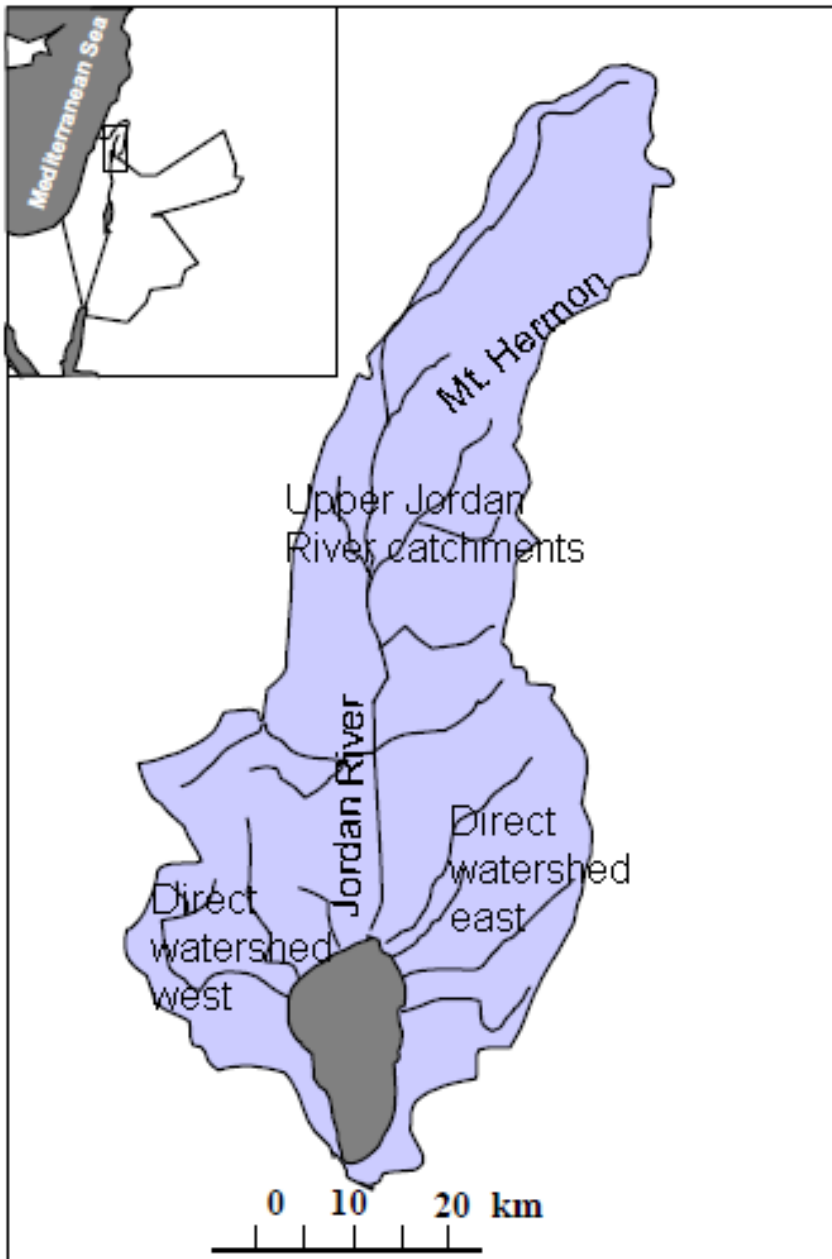 Mediterranean Sea
Mt. Hermon
Upper Jordan
River catchments
Jordan River
Direct
watershed
east
Direct
watershed
west
0 10 20 km